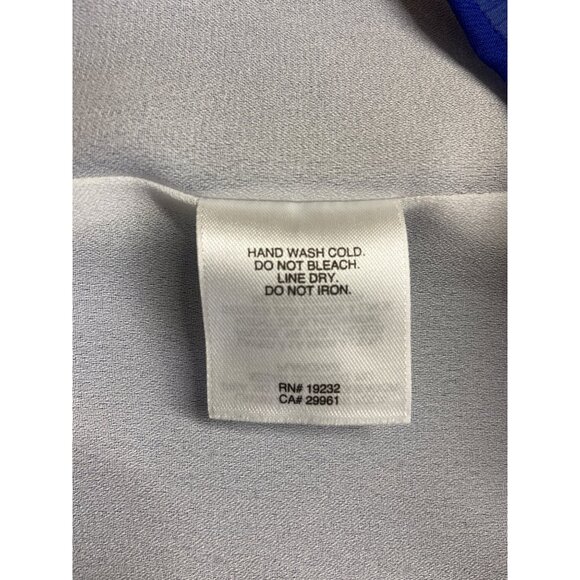 HAND WASH COLD.
DO NOT BLEACH.
LINE DRY.
DO NOT IRON.
RN# 19232
CA# 29961